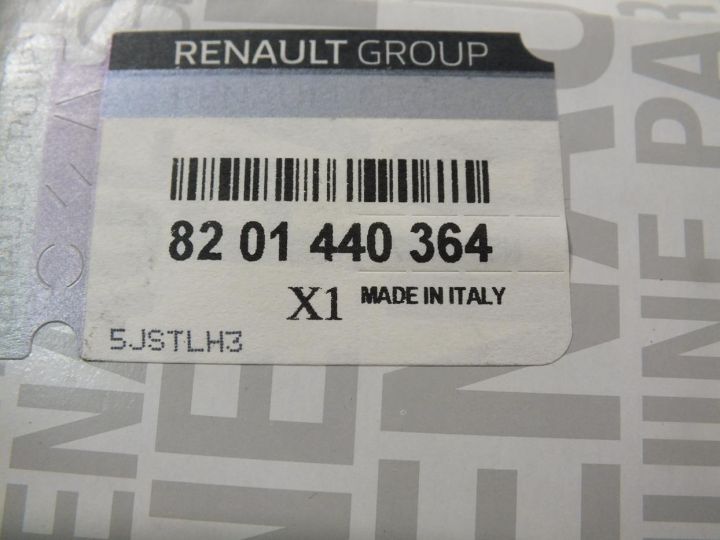 RENAULT GROUP
82 01 440 364
X1 MADE IN ITALY
5JSTLH3